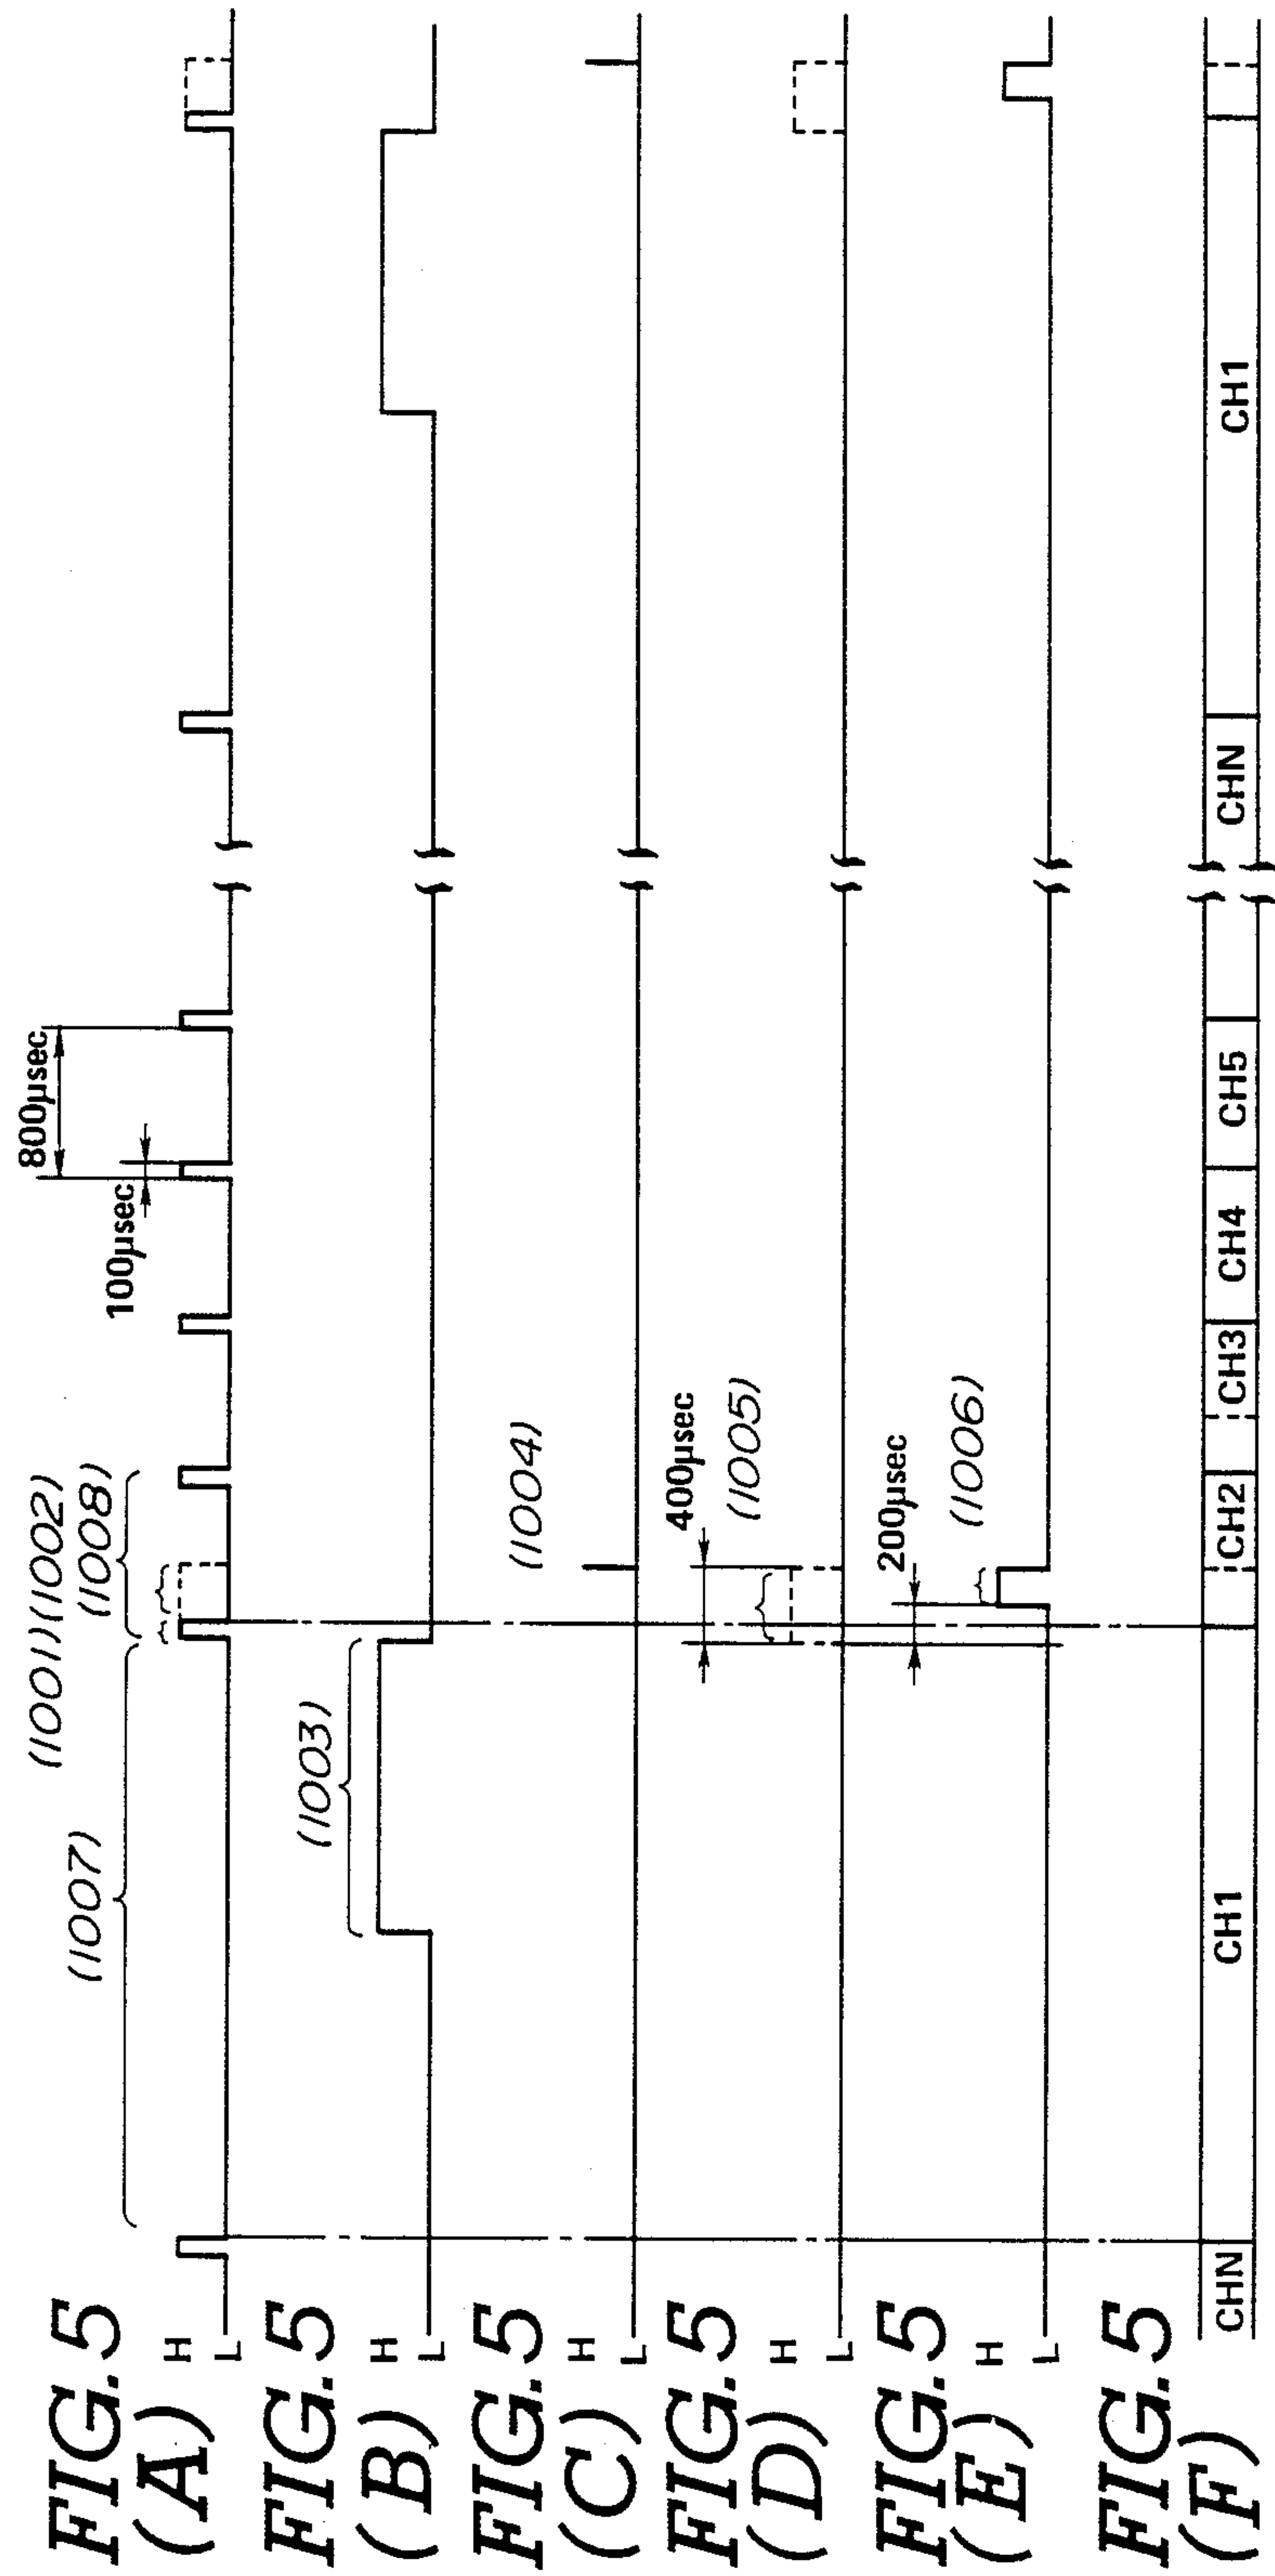 FIG. 5
(A)
H
L
(1007)
(1001)(1002)
(1008)
100μsec
800μsec
FIG. 5
(B)
H
L
(1003)
FIG. 5
(C)
H
L
(1004)
FIG. 5
(D)
H
L
400μsec
(1005)
FIG. 5
(E)
H
L
200μsec
(1006)
FIG. 5
(F)
CHN
CH1
CH2
CH3
CH4
CH5
CHN
CH1